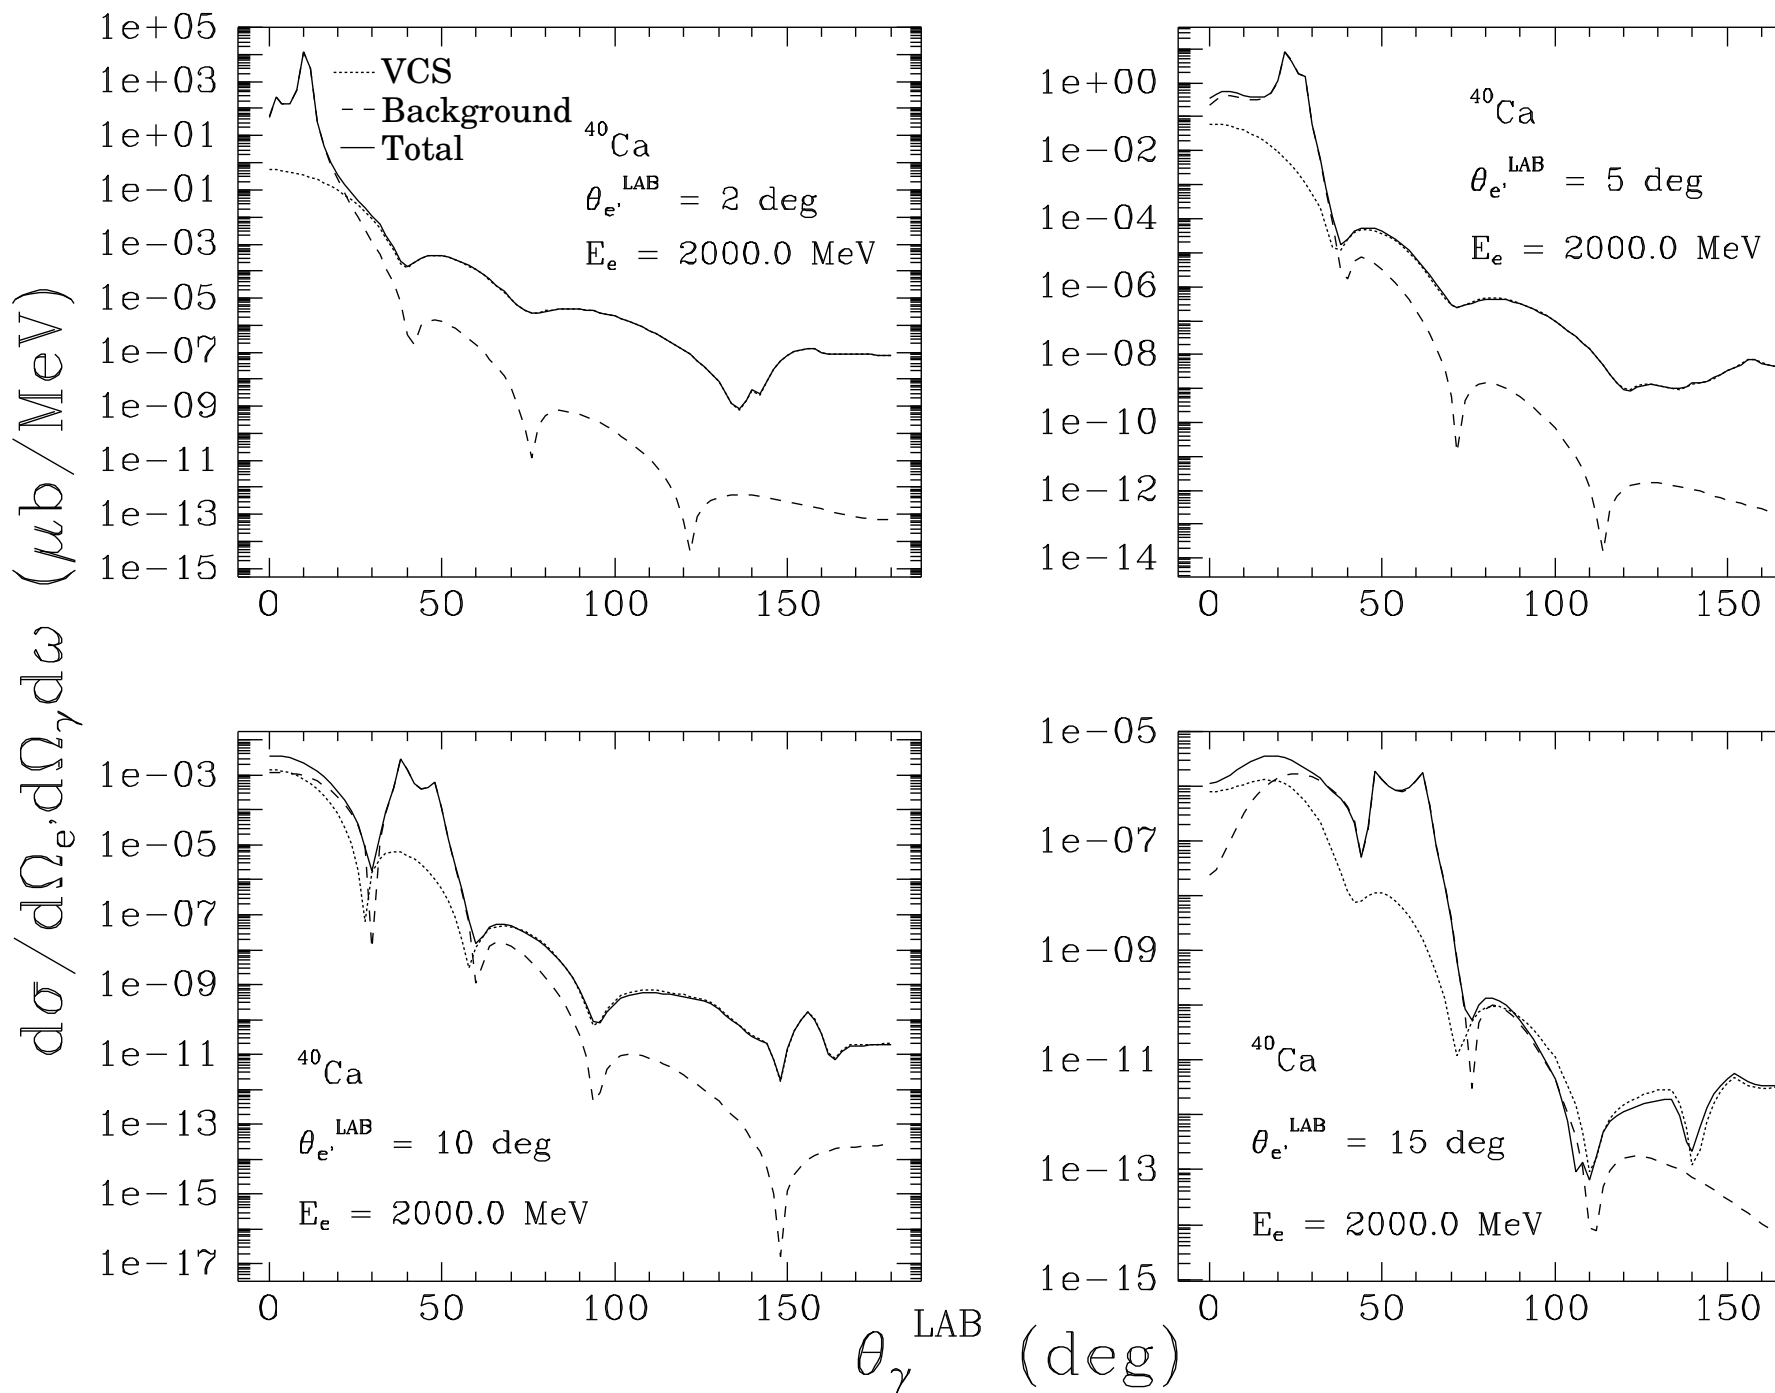 dσ/dΩe'dΩγdω (μb/MeV)
1e+05
1e+03
1e+01
1e−01
1e−03
1e−05
1e−07
1e−09
1e−11
1e−13
1e−15
VCS
Background
Total
40Ca
θe'LAB = 2 deg
Ee = 2000.0 MeV
0 50 100 150
1e+00
1e−02
1e−04
1e−06
1e−08
1e−10
1e−12
1e−14
40Ca
θe'LAB = 5 deg
Ee = 2000.0 MeV
0 50 100 150
1e−03
1e−05
1e−07
1e−09
1e−11
1e−13
1e−15
1e−17
40Ca
θe'LAB = 10 deg
Ee = 2000.0 MeV
0 50 100 150
1e−05
1e−07
1e−09
1e−11
1e−13
1e−15
40Ca
θe'LAB = 15 deg
Ee = 2000.0 MeV
0 50 100 150
θγLAB (deg)